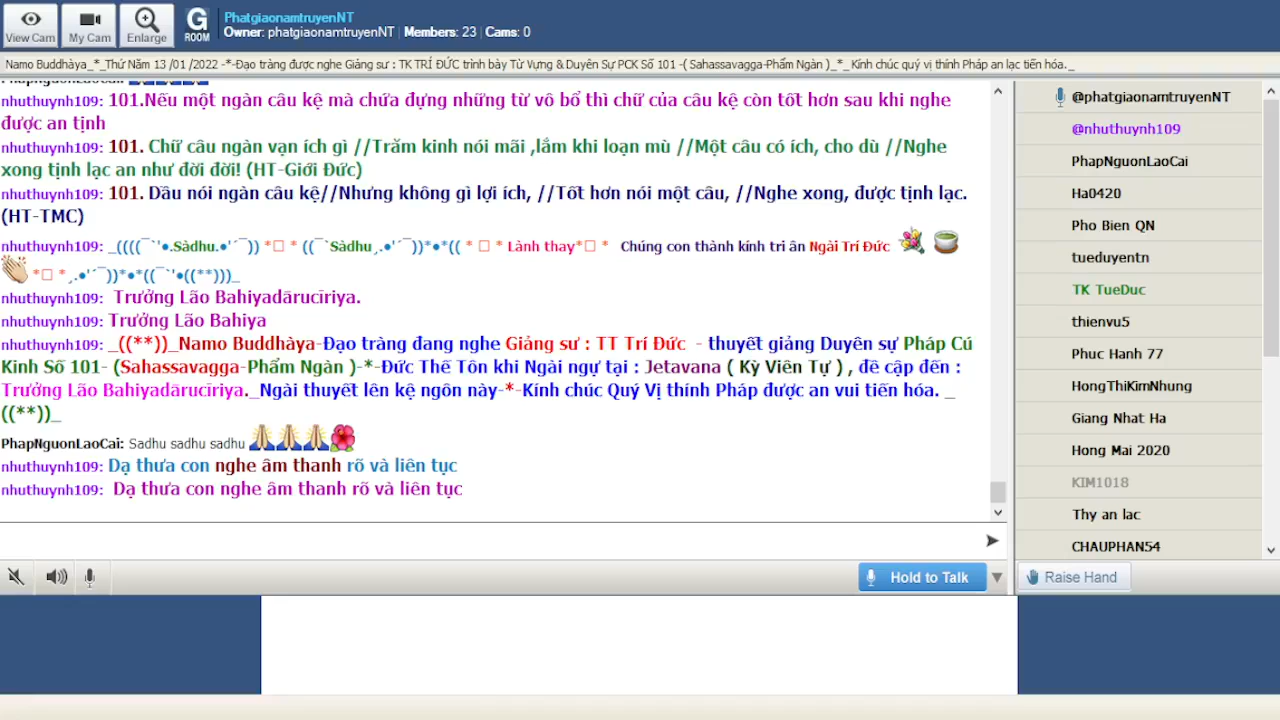 PhatgiaonamtruyenNT
View Cam My Cam Enlarge G ROOM Owner: phatgiaonamtruyenNT | Members: 23 | Cams: 0
Namo Buddhàya_*_Thứ Năm 13 /01 /2022 -*-Đạo tràng được nghe Giảng sư : TK TRÍ ĐỨC trình bày Từ Vựng & Duyên Sự PCK Số 101 -( Sahassavagga-Phẩm Ngàn )_*_ Kính chúc quý vị thính Pháp an lạc tiến hóa._
nhuthuynh109: 101.Nếu một ngàn câu kệ mà chứa đựng những từ vô bổ thì chữ của câu kệ còn tốt hơn sau khi nghe
được an tịnh
nhuthuynh109: 101. Chữ câu ngàn vạn ích gì //Trăm kinh nói mãi ,lắm khi loạn mù //Một câu có ích, cho dù //Nghe
xong tịnh lạc an như đời đời! (HT-Giới Đức)
nhuthuynh109: 101. Dầu nói ngàn câu kệ//Nhưng không gì lợi ích, //Tốt hơn nói một câu, //Nghe xong, được tịnh lạc.
(HT-TMC)
nhuthuynh109: _((((¯`'•.Sàdhu.•'´¯)) *□ * ((¯`Sàdhu¸.•'´¯))*•*(( * □ * Lành thay*□ * Chúng con thành kính tri ân Ngài Trí Đức
*□ *¸.•'´¯))*•*((¯`'•((**)))_
nhuthuynh109: Trưởng Lão Bahiyadārucīriya.
nhuthuynh109: Trưởng Lão Bahiya
nhuthuynh109: _((**))_Namo Buddhàya-Đạo tràng đang nghe Giảng sư : TT Trí Đức - thuyết giảng Duyên sự Pháp Cú
Kinh Số 101- (Sahassavagga-Phẩm Ngàn )-*-Đức Thế Tôn khi Ngài ngự tại : Jetavana ( Kỳ Viên Tự ) , đề cập đến :
Trưởng Lão Bahiyadārucīriya._Ngài thuyết lên kệ ngôn này-*-Kính chúc Quý Vị thính Pháp được an vui tiến hóa. _
((**))_
PhapNguonLaoCai: Sadhu sadhu sadhu
nhuthuynh109: Dạ thưa con nghe âm thanh rõ và liên tục
nhuthuynh109: Dạ thưa con nghe âm thanh rõ và liên tục
@phatgiaonamtruyenNT
@nhuthuynh109
PhapNguonLaoCai
Ha0420
Pho Bien QN
tueduyentn
TK TueDuc
thienvu5
Phuc Hanh 77
HongThiKimNhung
Giang Nhat Ha
Hong Mai 2020
KIM1018
Thy an lac
CHAUPHAN54
Hold to Talk
Raise Hand